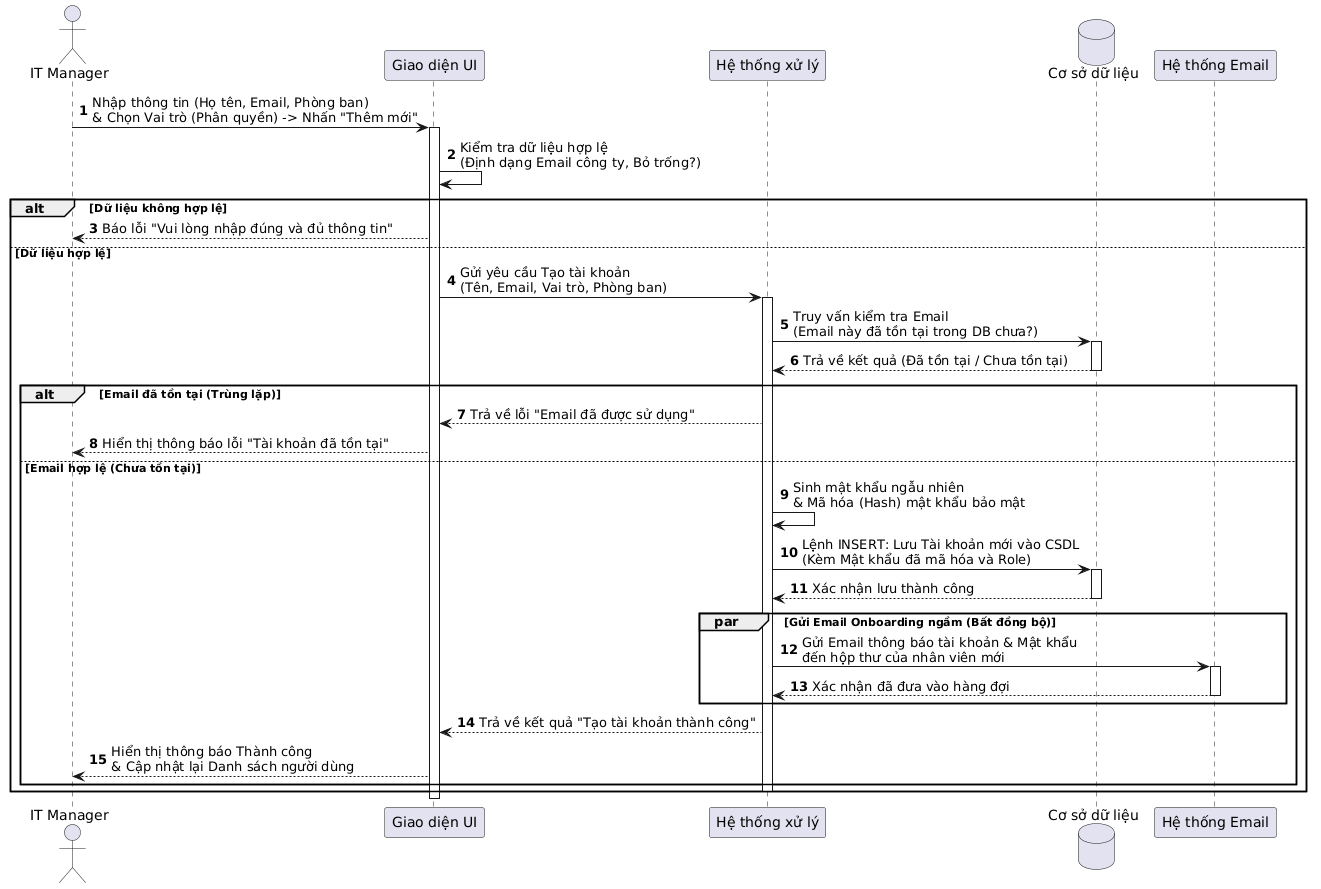 IT Manager
Giao diện UI
Hệ thống xử lý
Cơ sở dữ liệu
Hệ thống Email
1 Nhập thông tin (Họ tên, Email, Phòng ban)
& Chọn Vai trò (Phân quyền) -> Nhấn "Thêm mới"
2 Kiểm tra dữ liệu hợp lệ
(Định dạng Email công ty, Bỏ trống?)
alt [Dữ liệu không hợp lệ]
3 Báo lỗi "Vui lòng nhập đúng và đủ thông tin"
[Dữ liệu hợp lệ]
4 Gửi yêu cầu Tạo tài khoản
(Tên, Email, Vai trò, Phòng ban)
5 Truy vấn kiểm tra Email
(Email này đã tồn tại trong DB chưa?)
6 Trả về kết quả (Đã tồn tại / Chưa tồn tại)
alt [Email đã tồn tại (Trùng lặp)]
7 Trả về lỗi "Email đã được sử dụng"
8 Hiển thị thông báo lỗi "Tài khoản đã tồn tại"
[Email hợp lệ (Chưa tồn tại)]
9 Sinh mật khẩu ngẫu nhiên
& Mã hóa (Hash) mật khẩu bảo mật
10 Lệnh INSERT: Lưu Tài khoản mới vào CSDL
(Kèm Mật khẩu đã mã hóa và Role)
11 Xác nhận lưu thành công
par [Gửi Email Onboarding ngầm (Bất đồng bộ)]
12 Gửi Email thông báo tài khoản & Mật khẩu
đến hộp thư của nhân viên mới
13 Xác nhận đã đưa vào hàng đợi
14 Trả về kết quả "Tạo tài khoản thành công"
15 Hiển thị thông báo Thành công
& Cập nhật lại Danh sách người dùng
IT Manager
Giao diện UI
Hệ thống xử lý
Cơ sở dữ liệu
Hệ thống Email